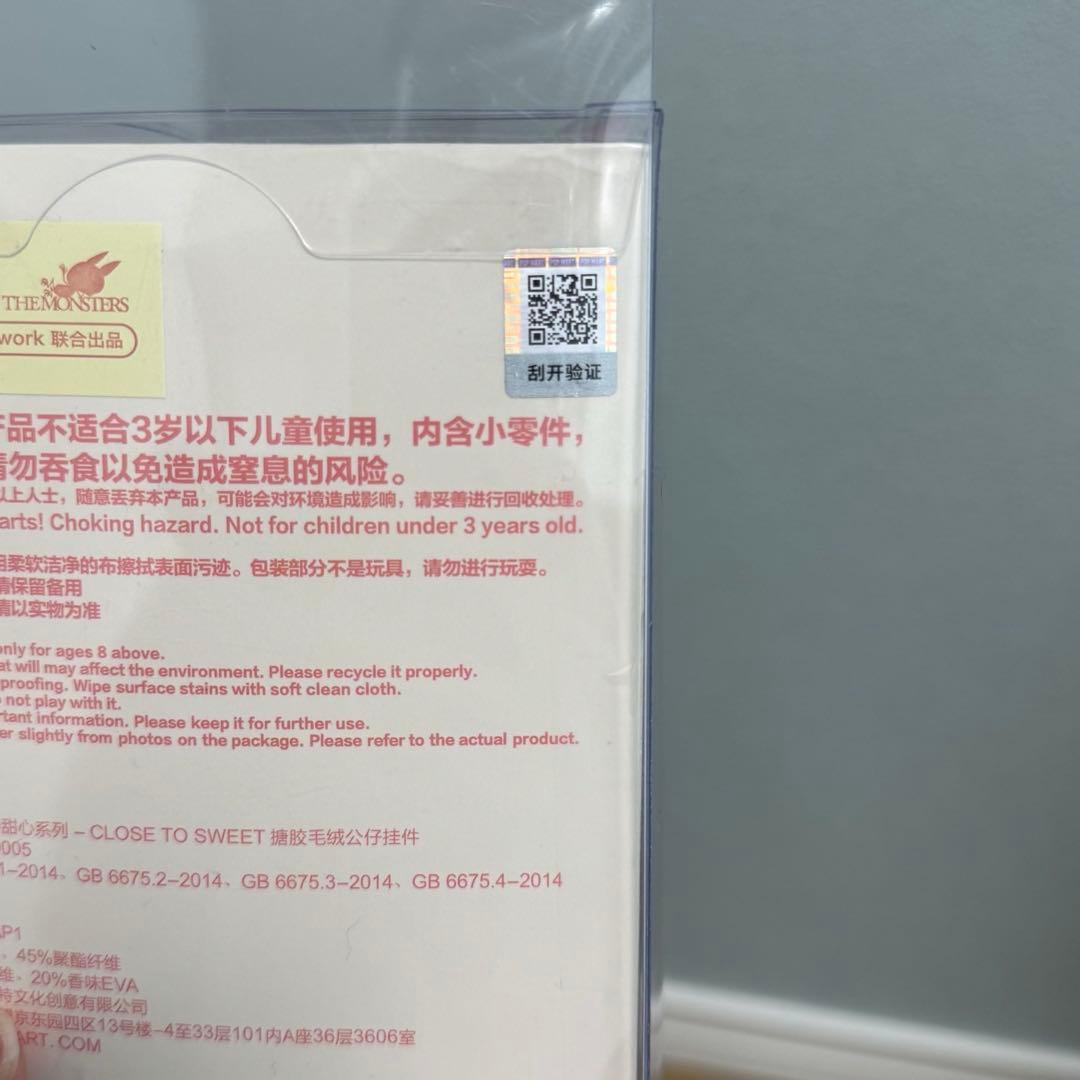 THE MONSTERS
work 联合出品
POP MART POP MART POP MART
刮开验证
产品不适合3岁以下儿童使用，内含小零件，
请勿吞食以免造成窒息的风险。
以上人士，随意丢弃本产品，可能会对环境造成影响，请妥善进行回收处理。
arts! Choking hazard. Not for children under 3 years old.
用柔软洁净的布擦拭表面污迹。包装部分不是玩具，请勿进行玩耍。
请保留备用
请以实物为准
only for ages 8 above.
at will may affect the environment. Please recycle it properly.
proofing. Wipe surface stains with soft clean cloth.
not play with it.
rtant information. Please keep it for further use.
er slightly from photos on the package. Please refer to the actual product.
甜心系列 – CLOSE TO SWEET 搪胶毛绒公仔挂件
0005
1–2014、GB 6675.2–2014、GB 6675.3–2014、GB 6675.4–2014
AP1
、45%聚酯纤维
维、20%香味EVA
特文化创意有限公司
京东园四区13号楼-4至33层101内A座36层3606室
ART.COM